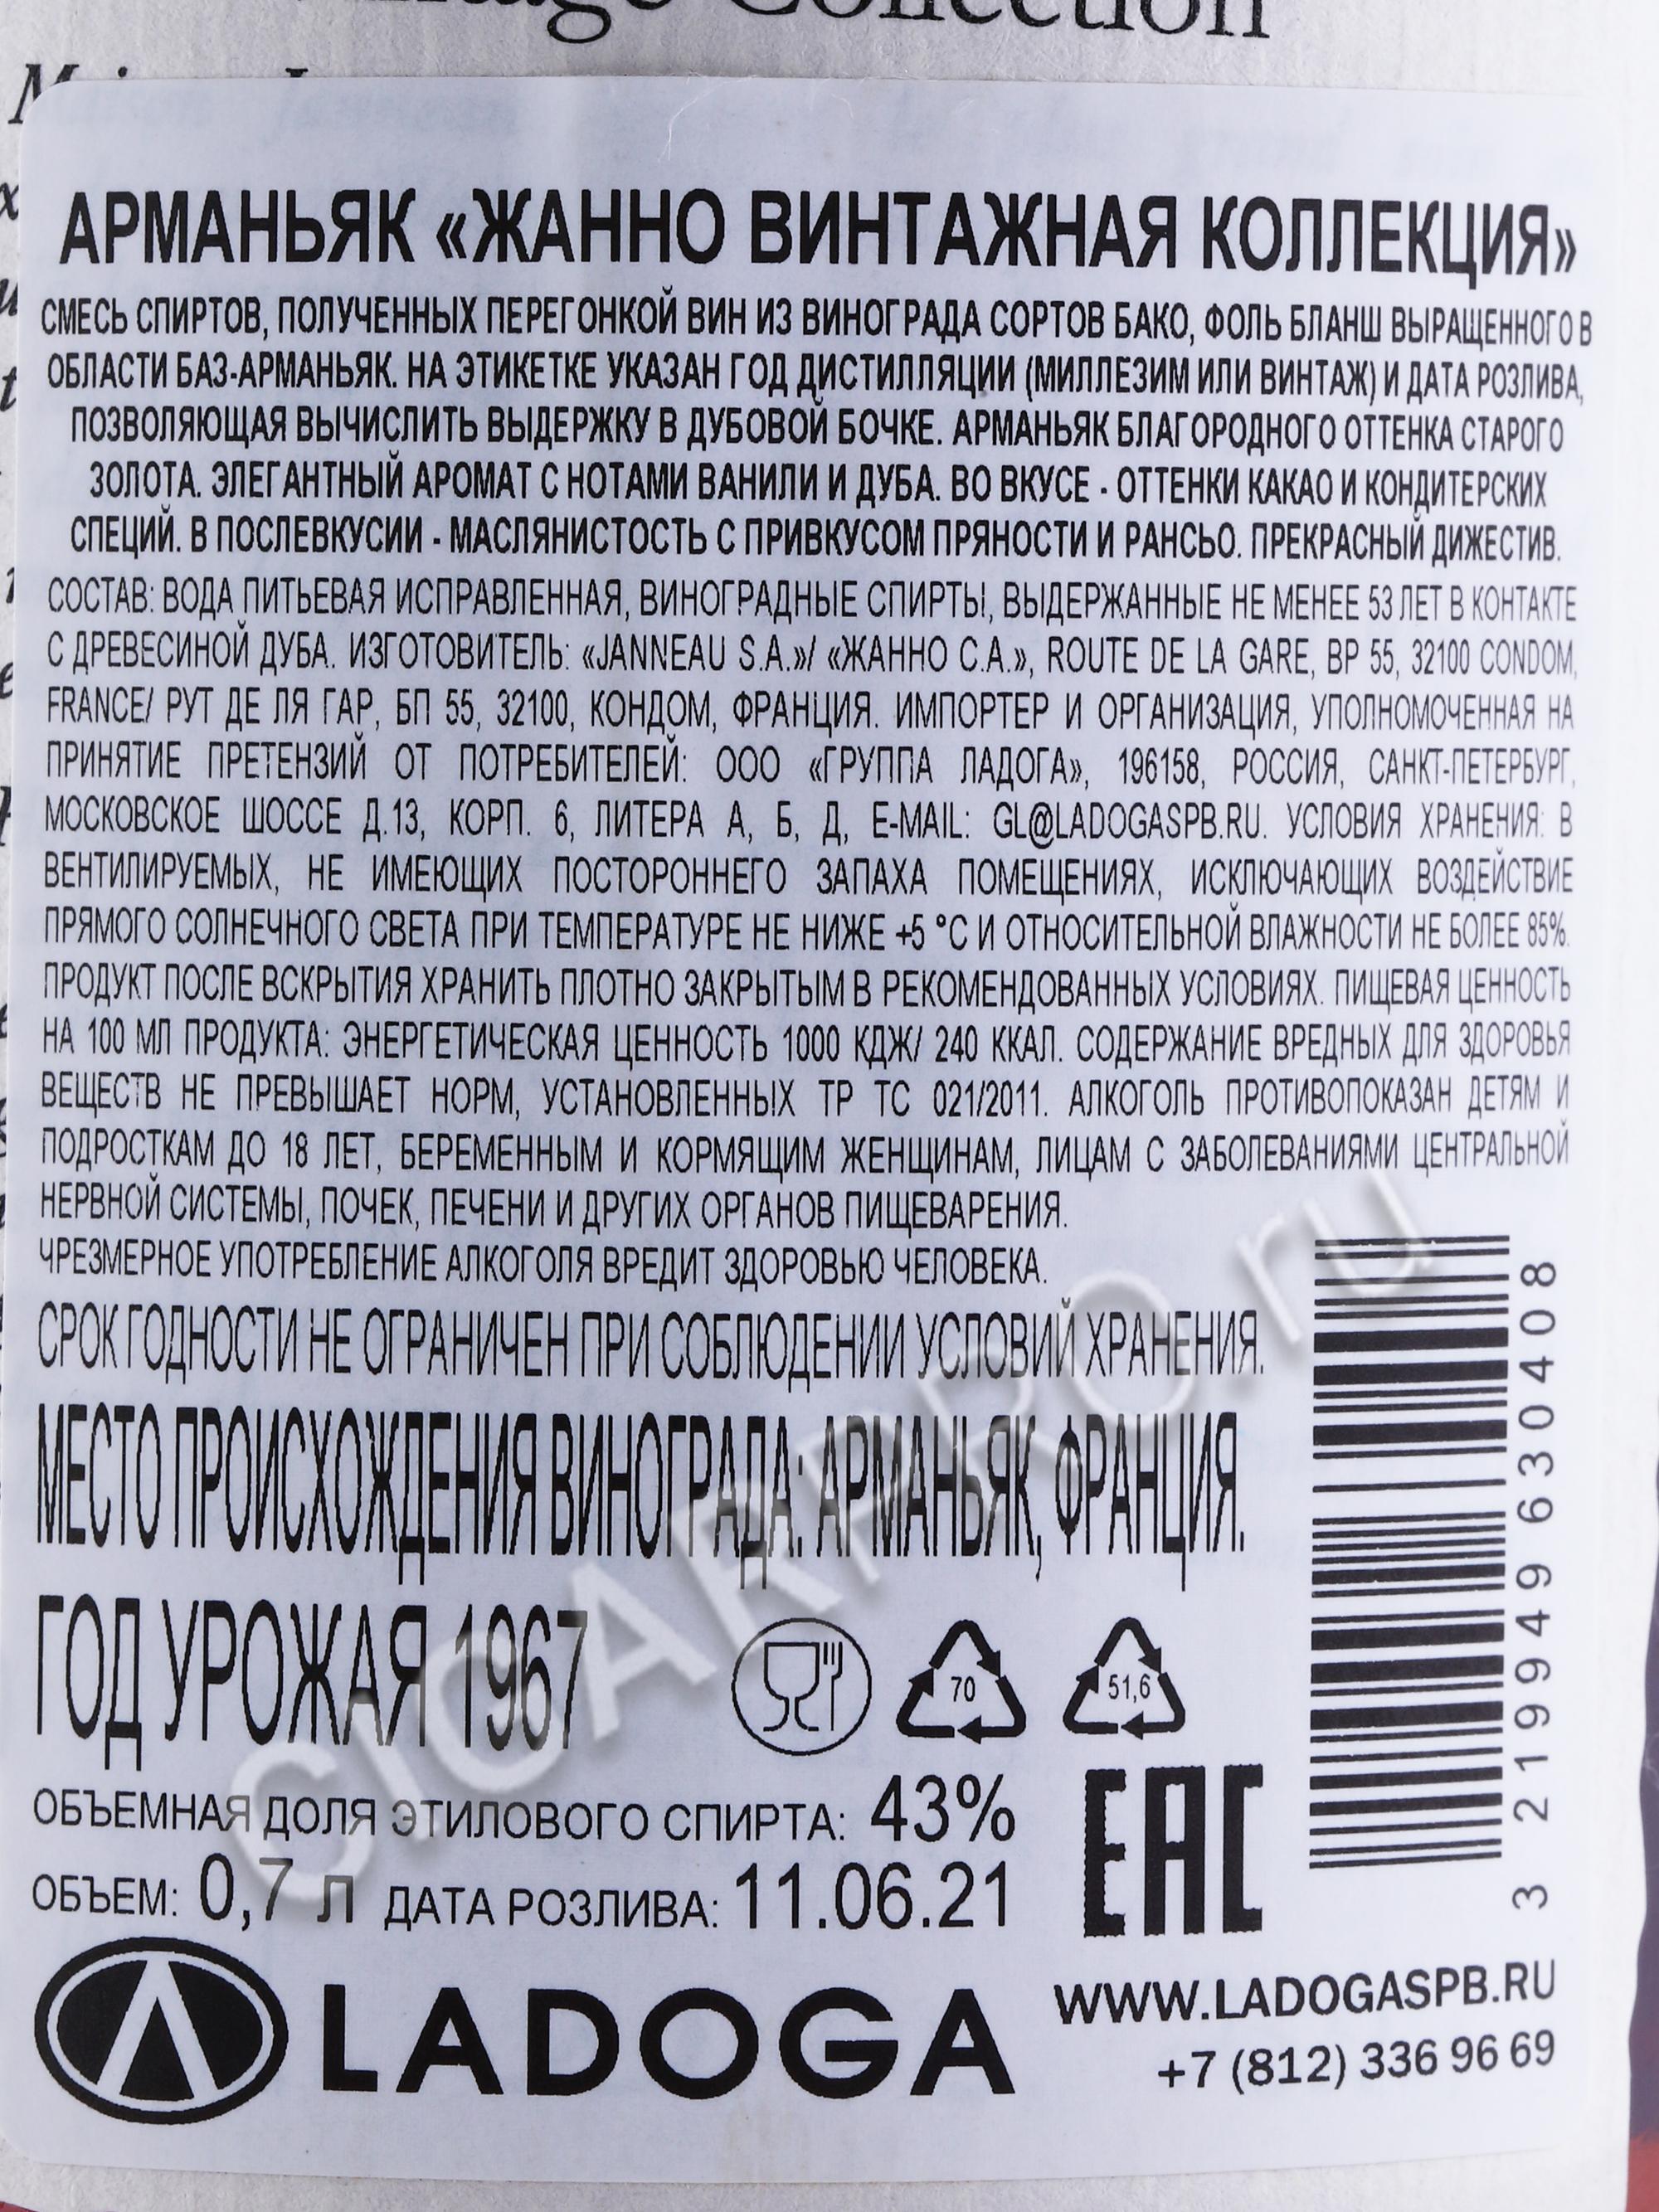 Collection
АРМАНЬЯК «ЖАННО ВИНТАЖНАЯ КОЛЛЕКЦИЯ»
СМЕСЬ СПИРТОВ, ПОЛУЧЕННЫХ ПЕРЕГОНКОЙ ВИН ИЗ ВИНОГРАДА СОРТОВ БАКО, ФОЛЬ БЛАНШ ВЫРАЩЕННОГО В
ОБЛАСТИ БАЗ-АРМАНЬЯК. НА ЭТИКЕТКЕ УКАЗАН ГОД ДИСТИЛЛЯЦИИ (МИЛЛЕЗИМ ИЛИ ВИНТАЖ) И ДАТА РОЗЛИВА,
ПОЗВОЛЯЮЩАЯ ВЫЧИСЛИТЬ ВЫДЕРЖКУ В ДУБОВОЙ БОЧКЕ. АРМАНЬЯК БЛАГОРОДНОГО ОТТЕНКА СТАРОГО
ЗОЛОТА. ЭЛЕГАНТНЫЙ АРОМАТ С НОТАМИ ВАНИЛИ И ДУБА. ВО ВКУСЕ - ОТТЕНКИ КАКАО И КОНДИТЕРСКИХ
СПЕЦИЙ. В ПОСЛЕВКУСИИ - МАСЛЯНИСТОСТЬ С ПРИВКУСОМ ПРЯНОСТИ И РАНСЬО. ПРЕКРАСНЫЙ ДИЖЕСТИВ.
СОСТАВ: ВОДА ПИТЬЕВАЯ ИСПРАВЛЕННАЯ, ВИНОГРАДНЫЕ СПИРТЫ, ВЫДЕРЖАННЫЕ НЕ МЕНЕЕ 53 ЛЕТ В КОНТАКТЕ
С ДРЕВЕСИНОЙ ДУБА. ИЗГОТОВИТЕЛЬ: «JANNEAU S.A.»/ «ЖАННО С.А.», ROUTE DE LA GARE, BP 55, 32100 CONDOM,
FRANCE/ РУТ ДЕ ЛЯ ГАР, БП 55, 32100, КОНДОМ, ФРАНЦИЯ. ИМПОРТЕР И ОРГАНИЗАЦИЯ, УПОЛНОМОЧЕННАЯ НА
ПРИНЯТИЕ ПРЕТЕНЗИЙ ОТ ПОТРЕБИТЕЛЕЙ: ООО «ГРУППА ЛАДОГА», 196158, РОССИЯ, САНКТ-ПЕТЕРБУРГ,
МОСКОВСКОЕ ШОССЕ Д.13, КОРП. 6, ЛИТЕРА А, Б, Д, E-MAIL: GL@LADOGASPB.RU. УСЛОВИЯ ХРАНЕНИЯ: В
ВЕНТИЛИРУЕМЫХ, НЕ ИМЕЮЩИХ ПОСТОРОННЕГО ЗАПАХА ПОМЕЩЕНИЯХ, ИСКЛЮЧАЮЩИХ ВОЗДЕЙСТВИЕ
ПРЯМОГО СОЛНЕЧНОГО СВЕТА ПРИ ТЕМПЕРАТУРЕ НЕ НИЖЕ +5 °С И ОТНОСИТЕЛЬНОЙ ВЛАЖНОСТИ НЕ БОЛЕЕ 85%.
ПРОДУКТ ПОСЛЕ ВСКРЫТИЯ ХРАНИТЬ ПЛОТНО ЗАКРЫТЫМ В РЕКОМЕНДОВАННЫХ УСЛОВИЯХ. ПИЩЕВАЯ ЦЕННОСТЬ
НА 100 МЛ ПРОДУКТА: ЭНЕРГЕТИЧЕСКАЯ ЦЕННОСТЬ 1000 КДЖ/ 240 ККАЛ. СОДЕРЖАНИЕ ВРЕДНЫХ ДЛЯ ЗДОРОВЬЯ
ВЕЩЕСТВ НЕ ПРЕВЫШАЕТ НОРМ, УСТАНОВЛЕННЫХ ТР ТС 021/2011. АЛКОГОЛЬ ПРОТИВОПОКАЗАН ДЕТЯМ И
ПОДРОСТКАМ ДО 18 ЛЕТ, БЕРЕМЕННЫМ И КОРМЯЩИМ ЖЕНЩИНАМ, ЛИЦАМ С ЗАБОЛЕВАНИЯМИ ЦЕНТРАЛЬНОЙ
НЕРВНОЙ СИСТЕМЫ, ПОЧЕК, ПЕЧЕНИ И ДРУГИХ ОРГАНОВ ПИЩЕВАРЕНИЯ.
ЧРЕЗМЕРНОЕ УПОТРЕБЛЕНИЕ АЛКОГОЛЯ ВРЕДИТ ЗДОРОВЬЮ ЧЕЛОВЕКА.
СРОК ГОДНОСТИ НЕ ОГРАНИЧЕН ПРИ СОБЛЮДЕНИИ УСЛОВИЙ ХРАНЕНИЯ.
МЕСТО ПРОИСХОЖДЕНИЯ ВИНОГРАДА: АРМАНЬЯК, ФРАНЦИЯ.
ГОД УРОЖАЯ 1967
70
51,6
ОБЪЕМНАЯ ДОЛЯ ЭТИЛОВОГО СПИРТА: 43%
ОБЪЕМ: 0,7 л ДАТА РОЗЛИВА: 11.06.21
EAC
3 219949 630408
LADOGA
WWW.LADOGASPB.RU
+7 (812) 336 96 69
CIGARPRO.ru